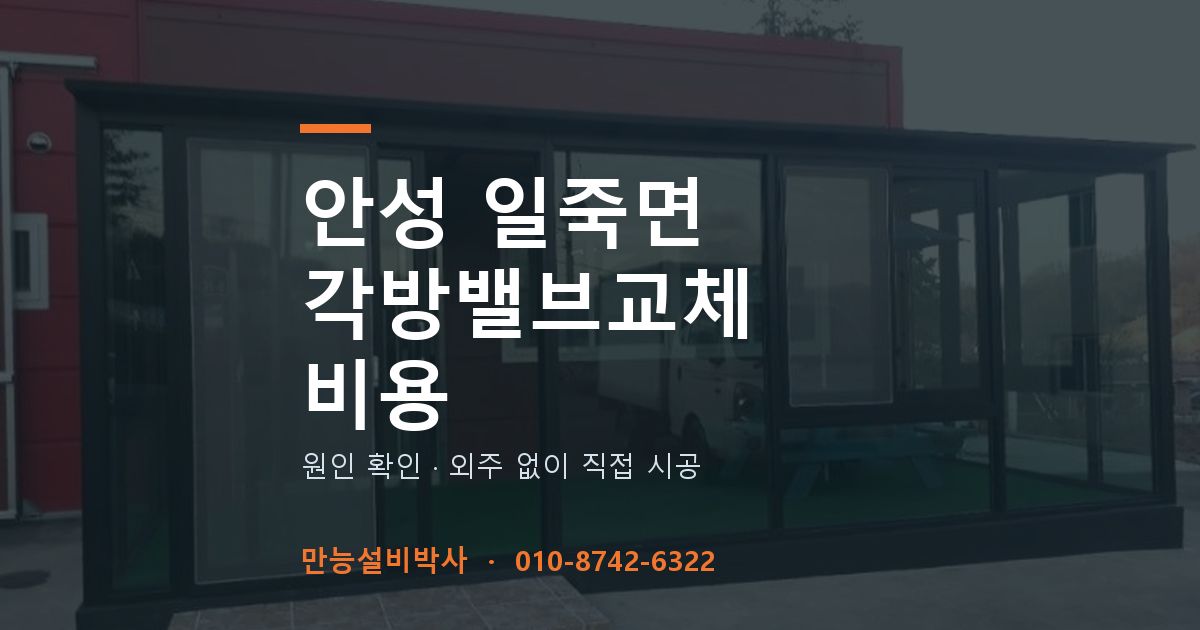 안성 일죽면
각방밸브교체
비용
원인 확인 · 외주 없이 직접 시공
만능설비박사 · 010-8742-6322